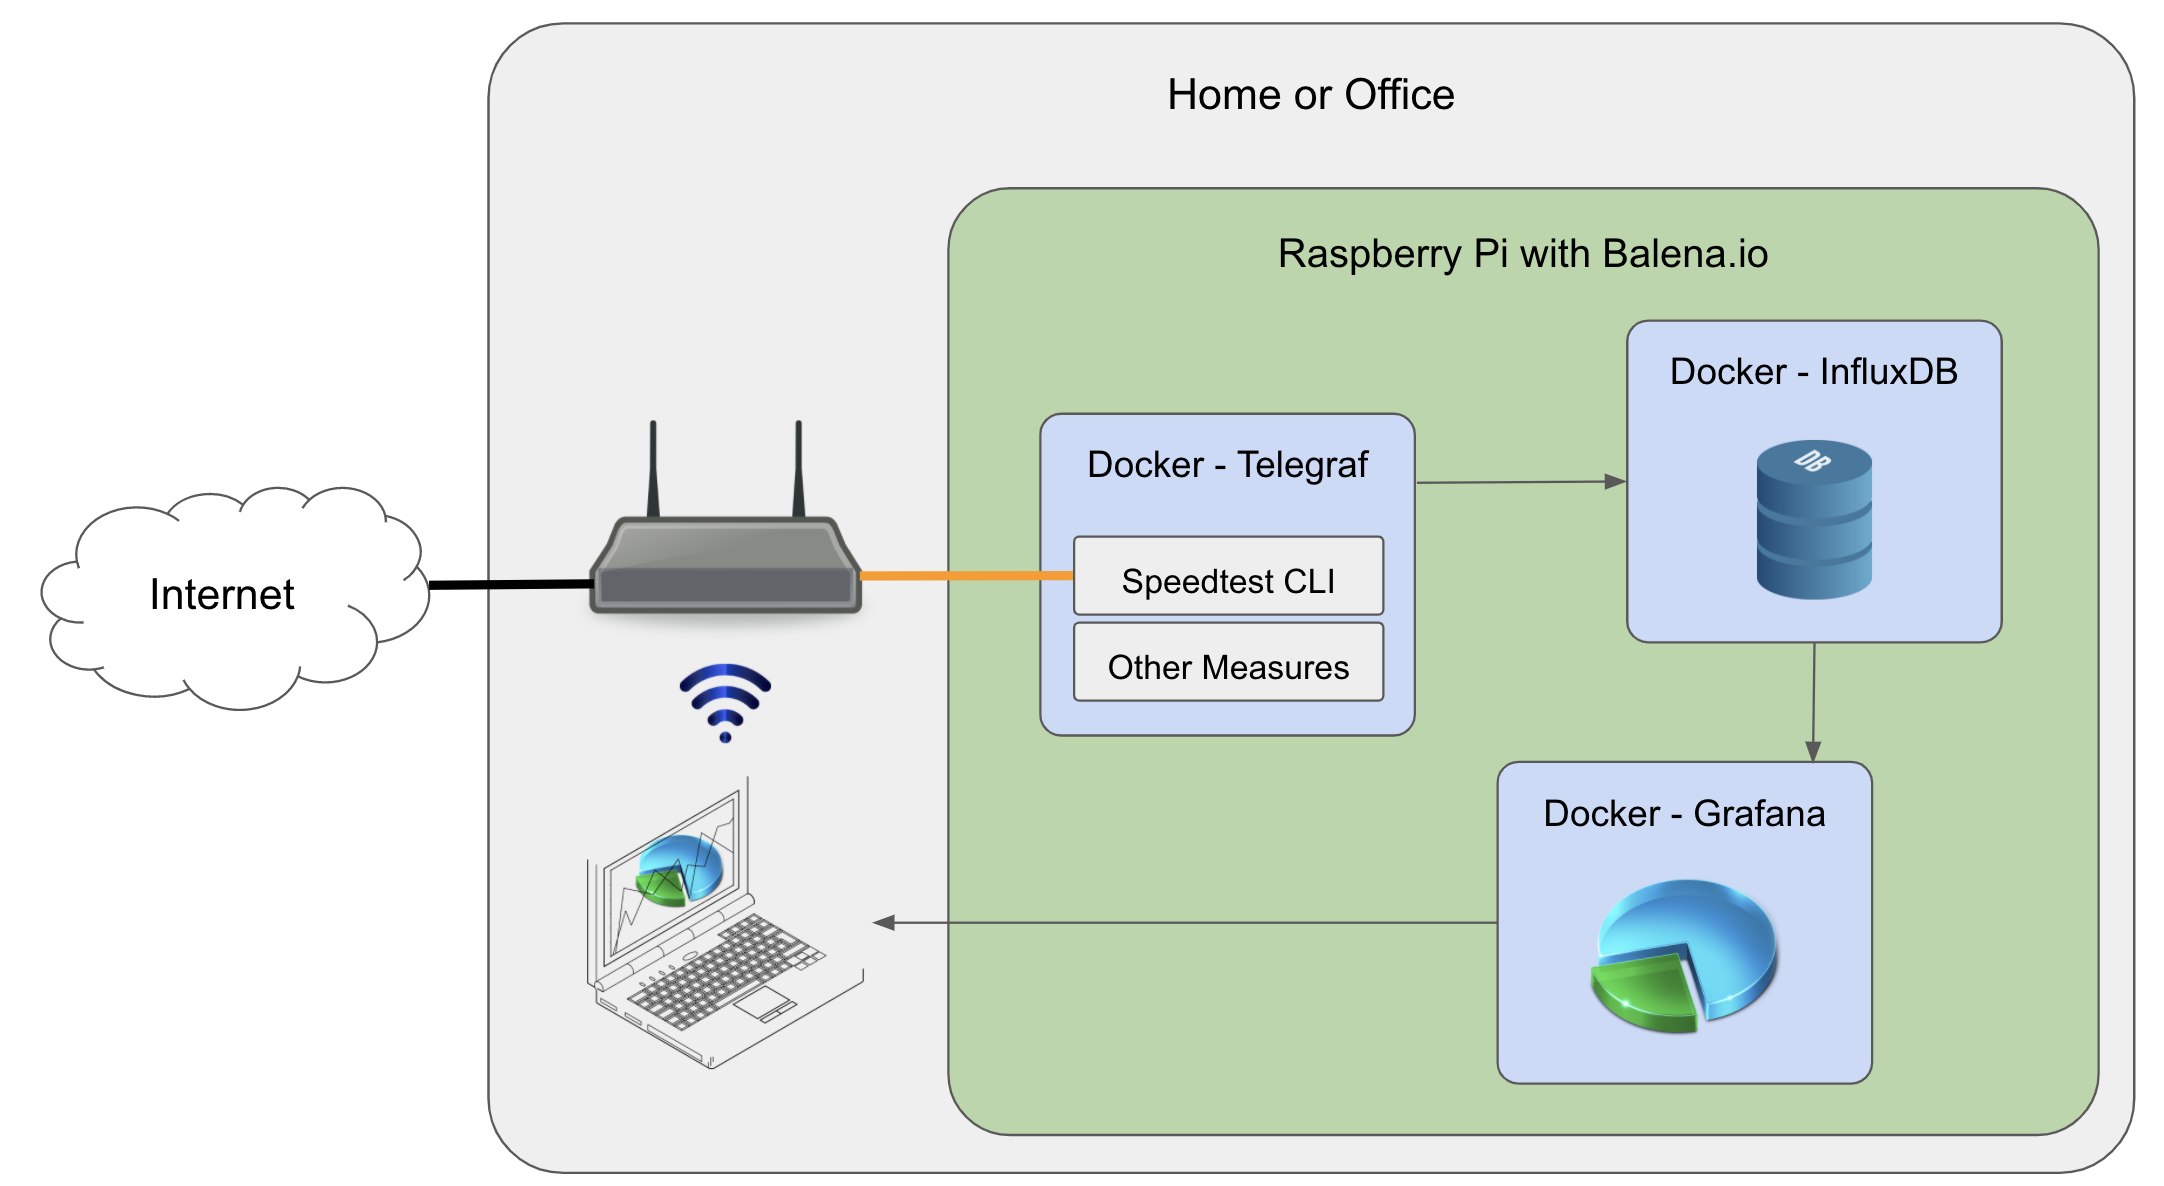 Home or Office
Raspberry Pi with Balena.io
Docker - InfluxDB
DB
Docker - Telegraf
Speedtest CLI
Other Measures
Internet
Docker - Grafana